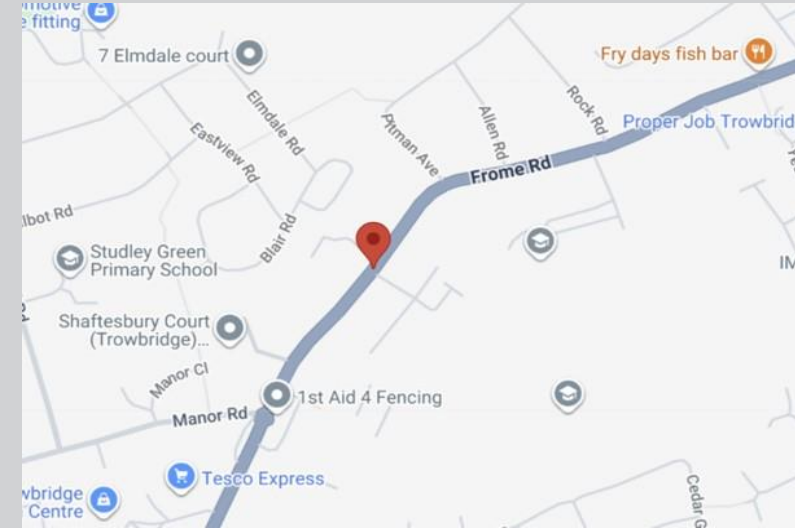 omotive
e fitting
7 Elmdale court
Fry days fish bar
Elmdale Rd
Eastview Rd
Pitman Ave
Allen Rd
Rock Rd
Proper Job Trowbrid
Frome Rd
lbot Rd
Blair Rd
Studley Green
Primary School
IM
Shaftesbury Court
(Trowbridge)...
Manor Cl
1st Aid 4 Fencing
Manor Rd
Tesco Express
wbridge
Centre
Cedar G